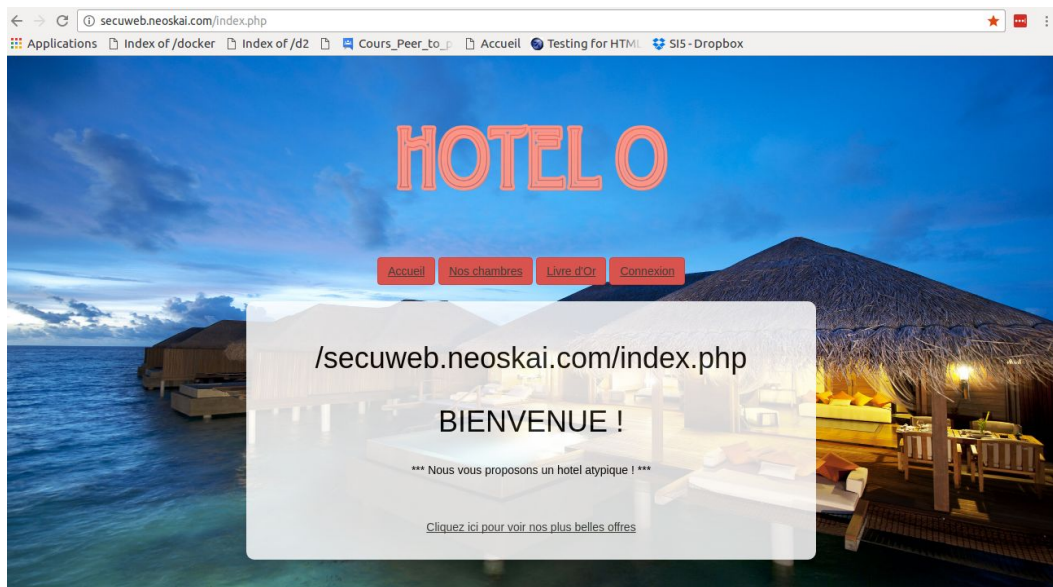 secuweb.neoskai.com/index.php
Applications Index of /docker Index of /d2 Cours_Peer_to_p Accueil Testing for HTML SI5 - Dropbox
HOTEL O
Accueil Nos chambres Livre d'Or Connexion
/secuweb.neoskai.com/index.php
BIENVENUE !
*** Nous vous proposons un hotel atypique ! ***
Cliquez ici pour voir nos plus belles offres